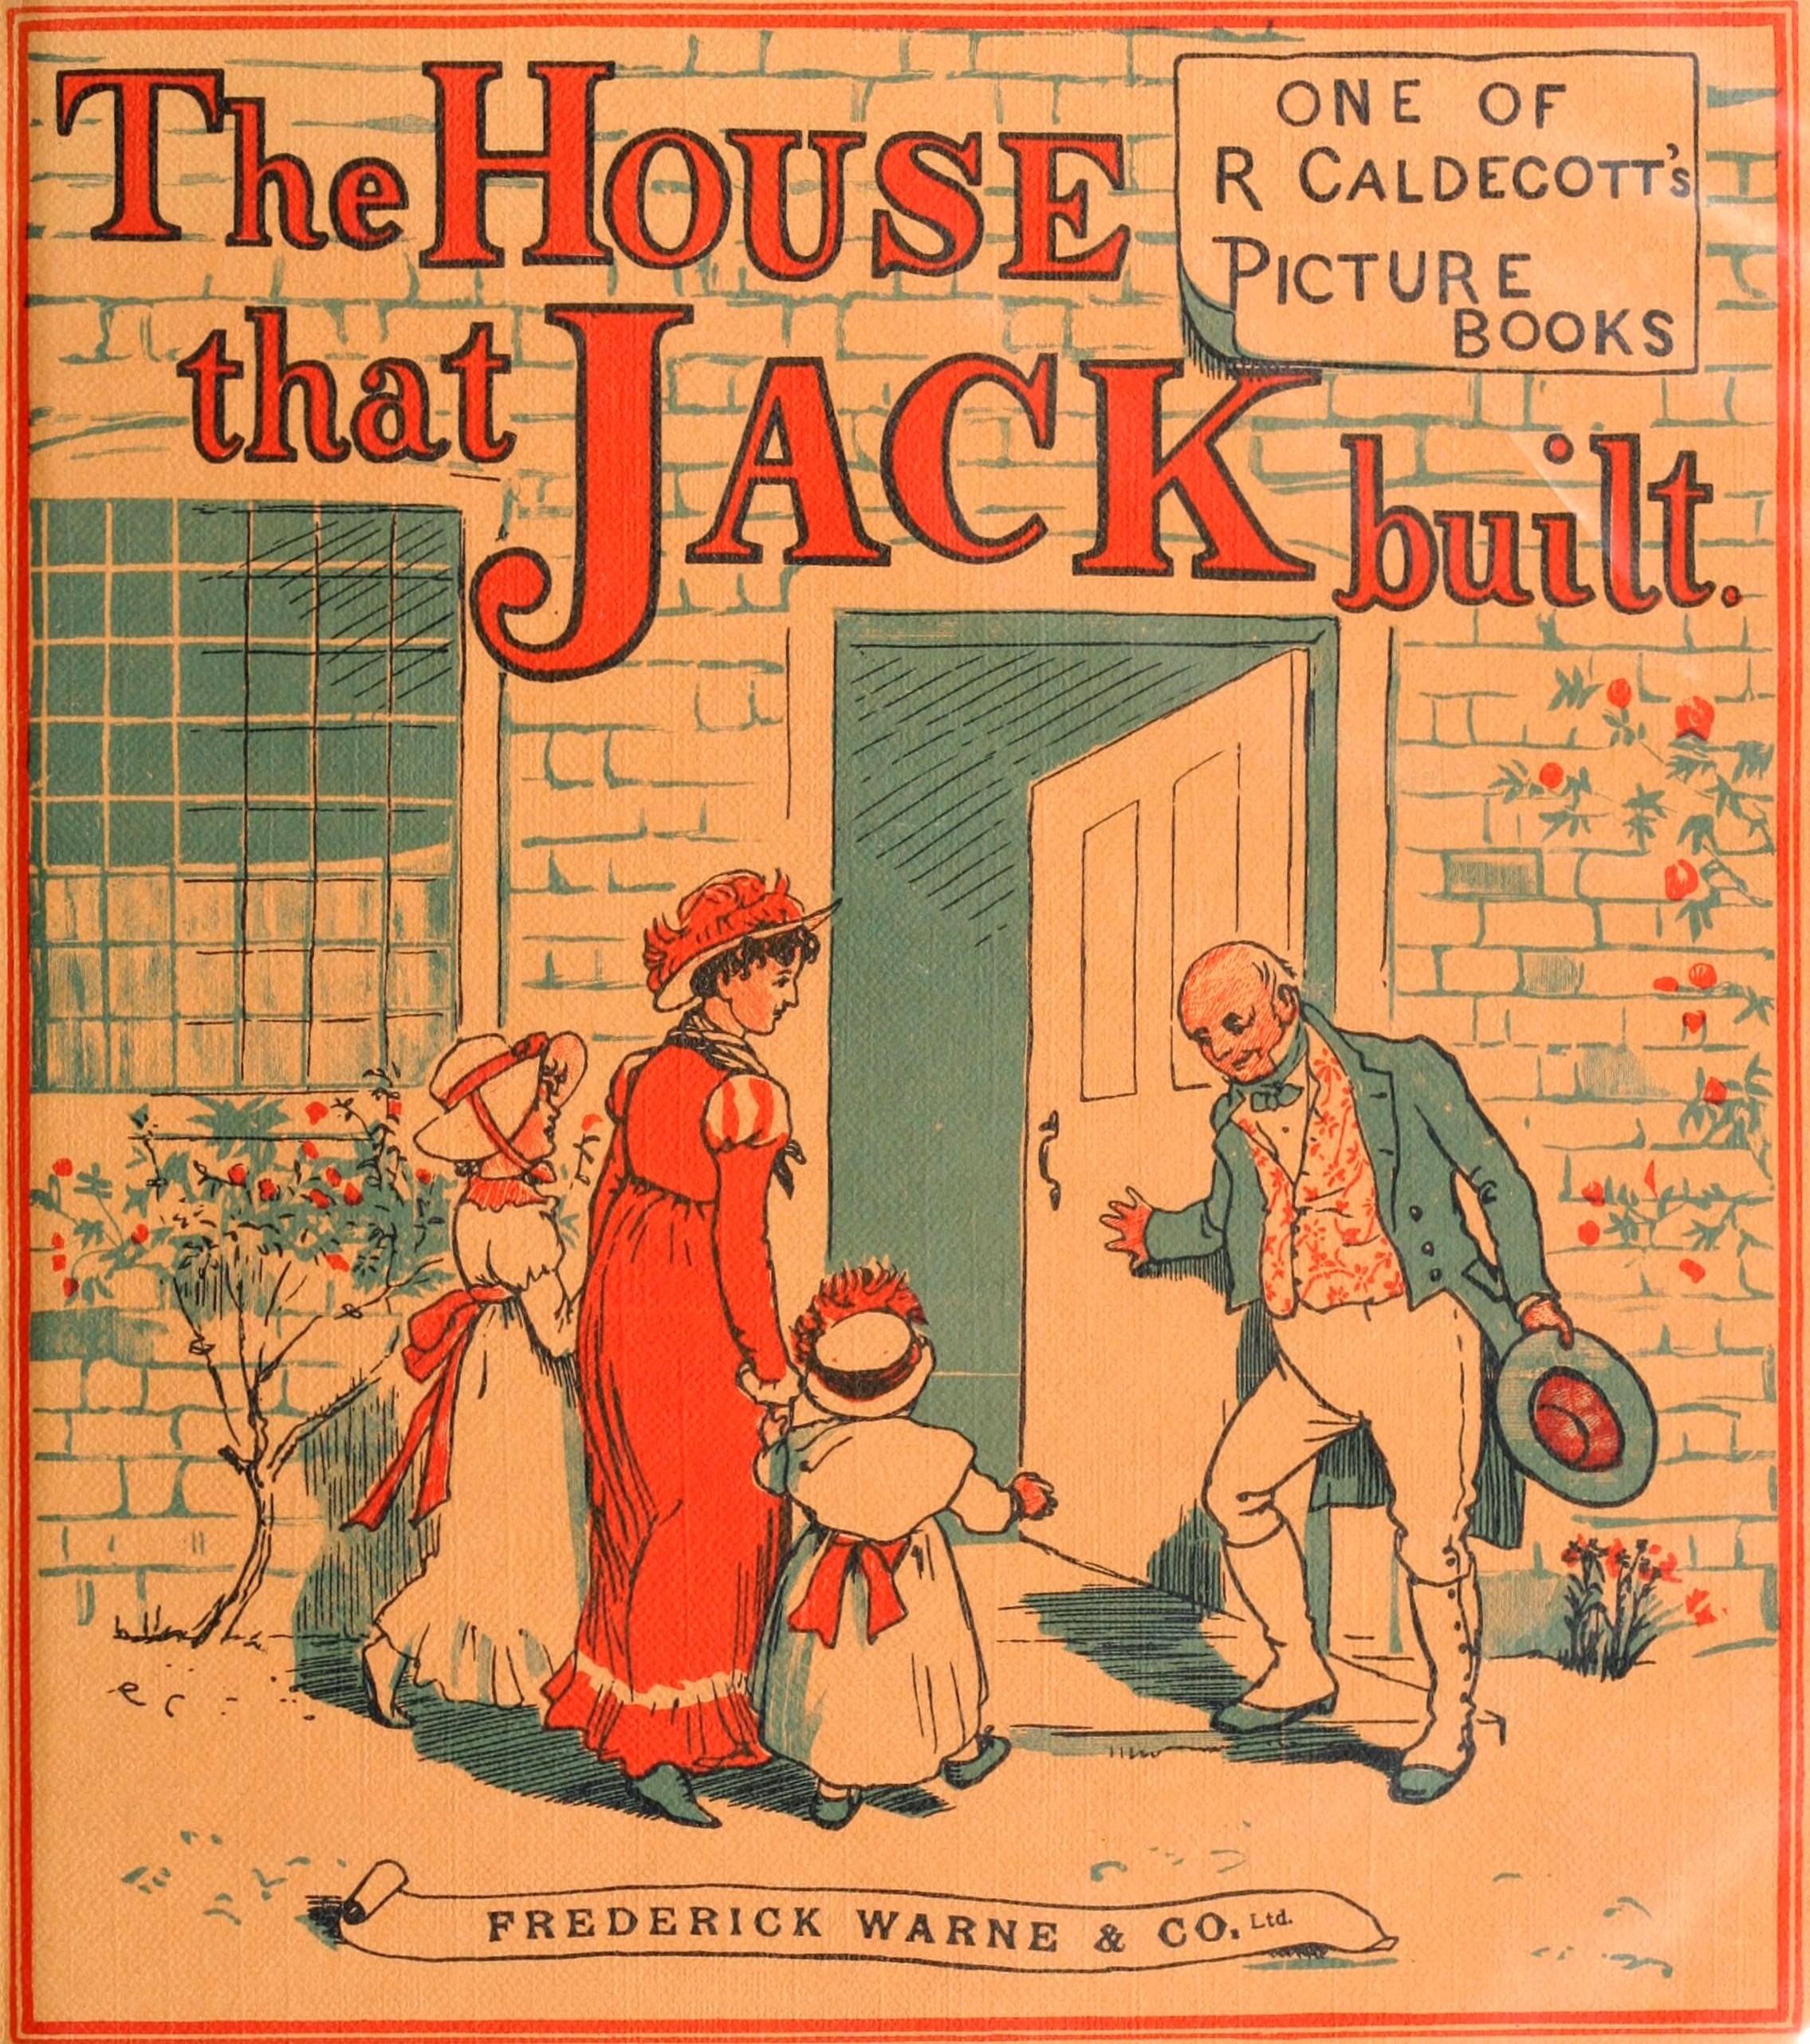 The HOUSE
that JACK built.
ONE OF
R CALDECOTT's
PICTURE
BOOKS
FREDERICK WARNE & CO. Ltd.